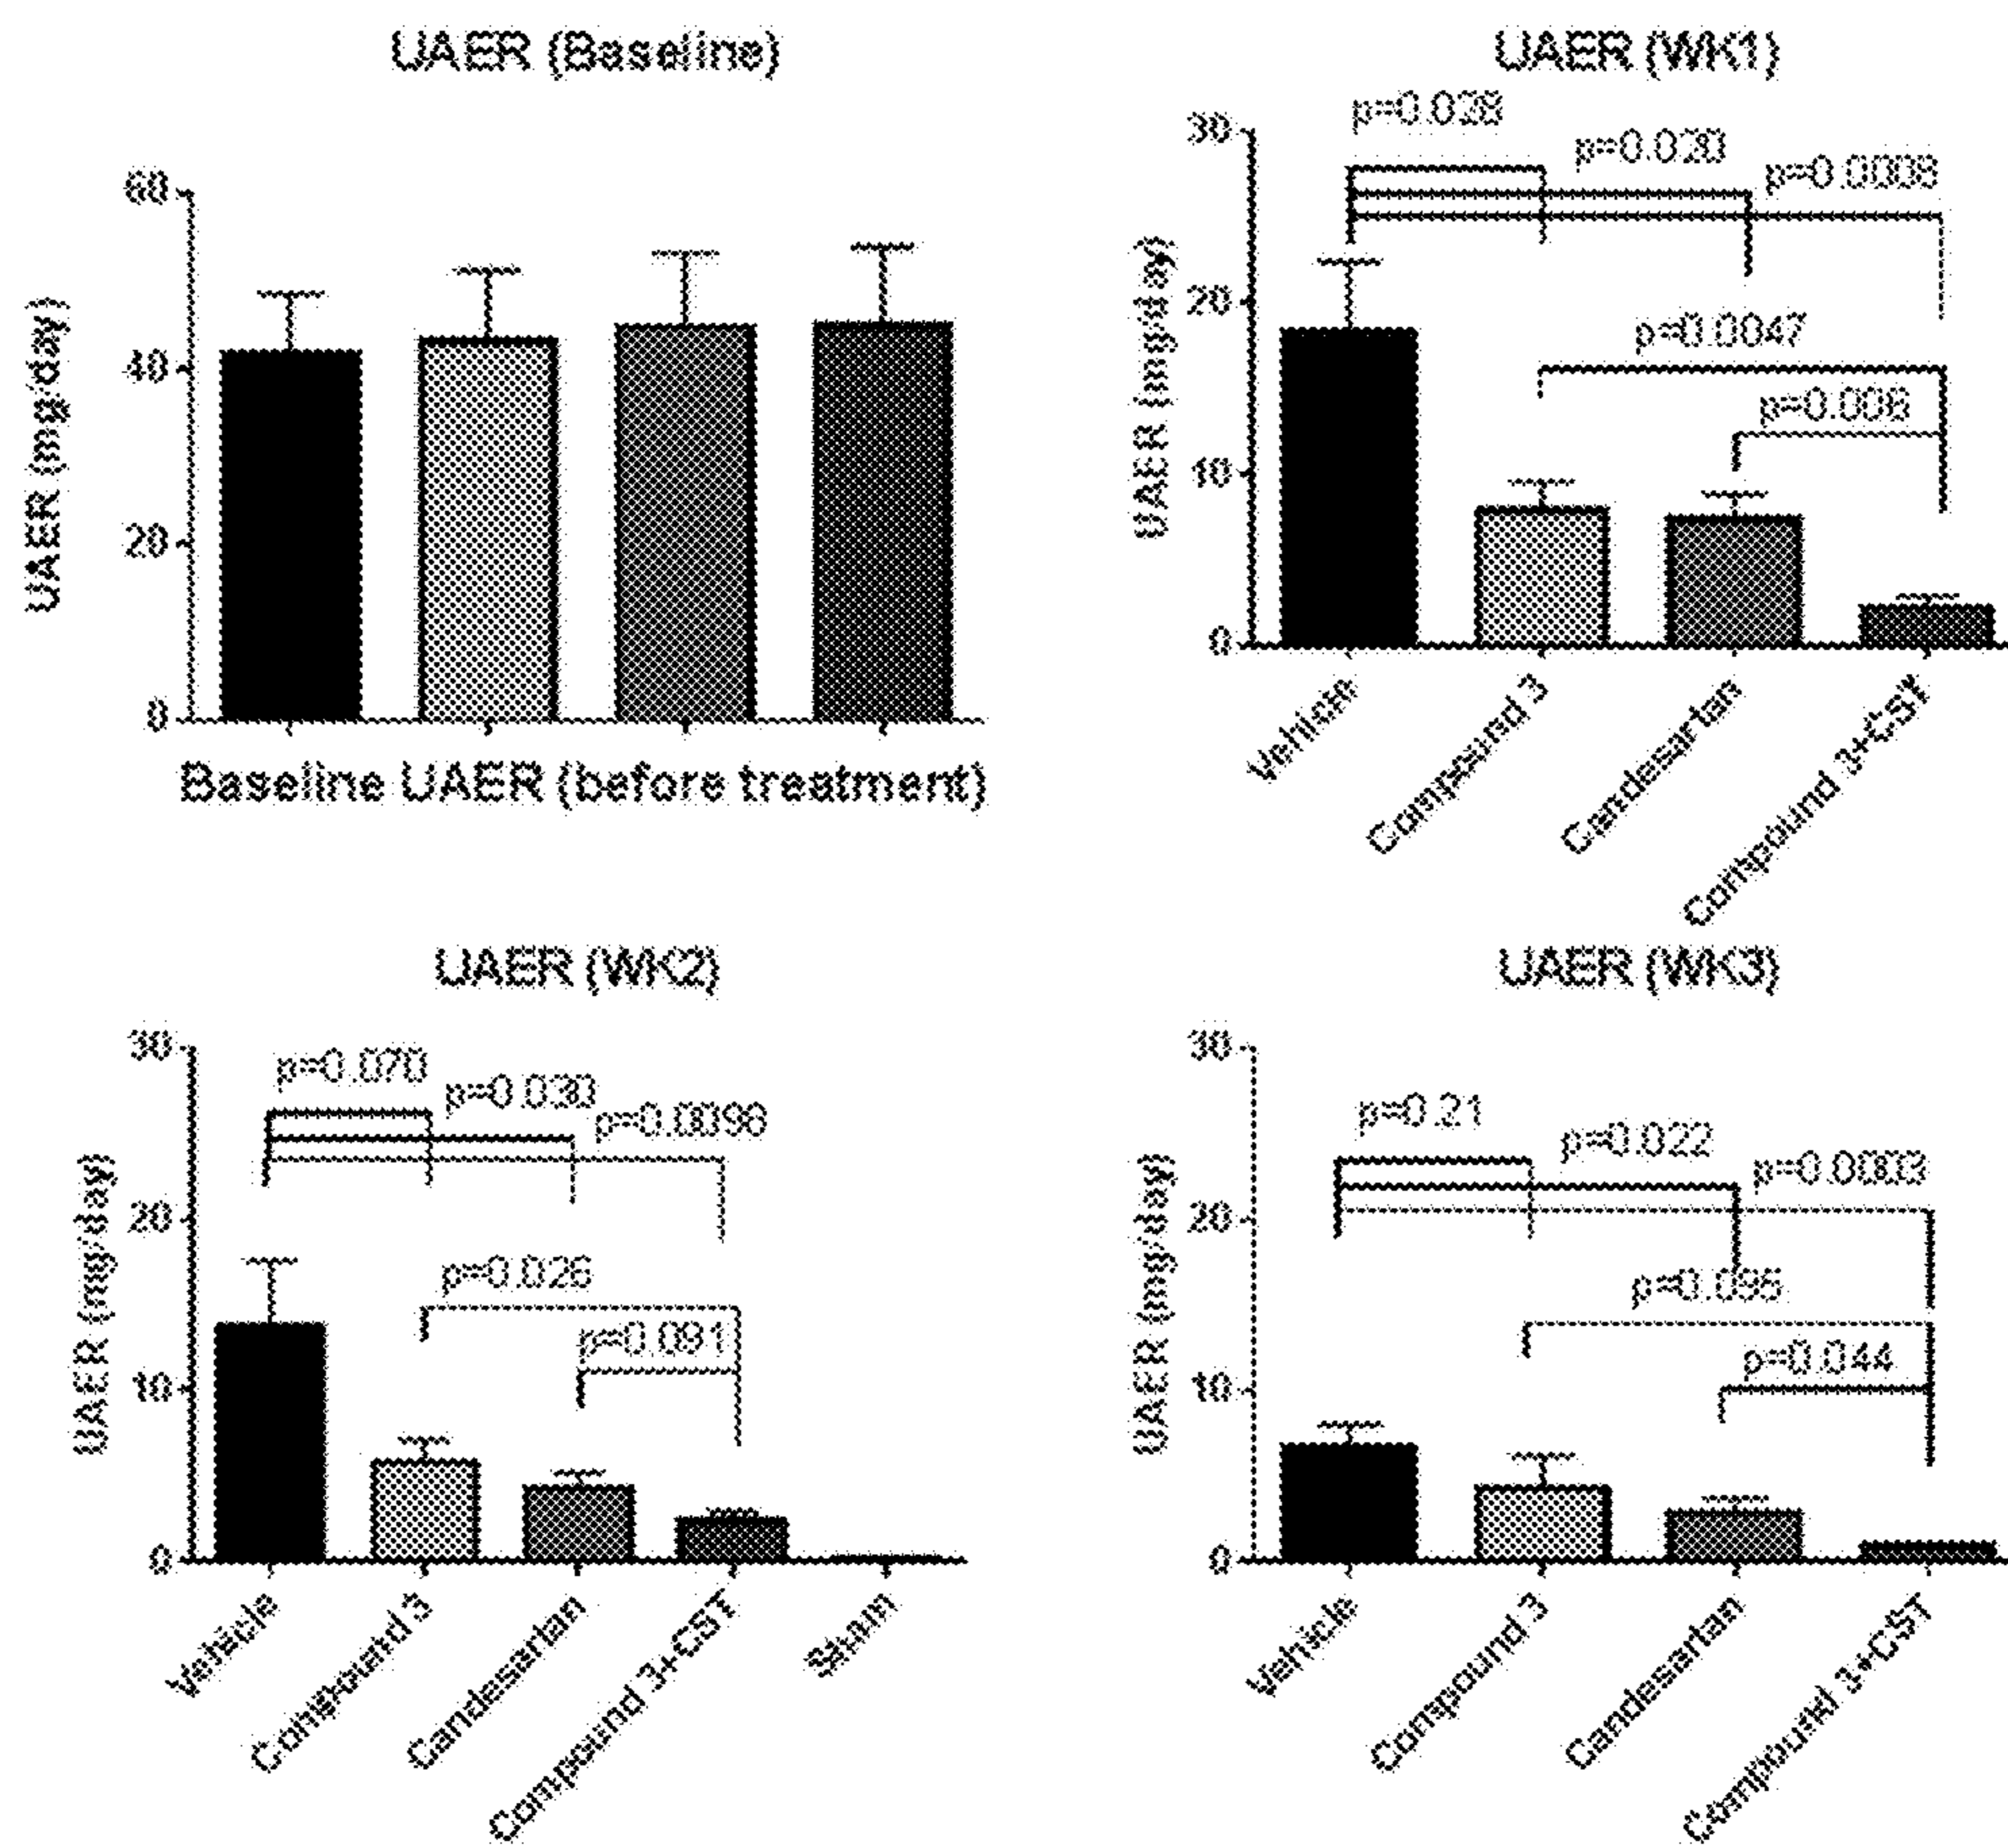 UAER (Baseline)
UAER (mg/day)
60
40
20
0
Baseline UAER (before treatment)
UAER (WK1)
UAER (mg/day)
30
20
10
0
p=0.028
p=0.020
p=0.0008
p=0.0047
p=0.006
Vehicle
Compound 3
Candesartan
Compound 3+CST
UAER (WK2)
UAER (mg/day)
30
20
10
0
p=0.070
p=0.030
p=0.0096
p=0.026
p=0.091
Vehicle
Compound 3
Candesartan
Compound 3+CST
Sham
UAER (WK3)
UAER (mg/day)
30
20
10
0
p=0.21
p=0.022
p=0.0003
p=0.095
p=0.044
Vehicle
Compound 3
Candesartan
Compound 3+CST